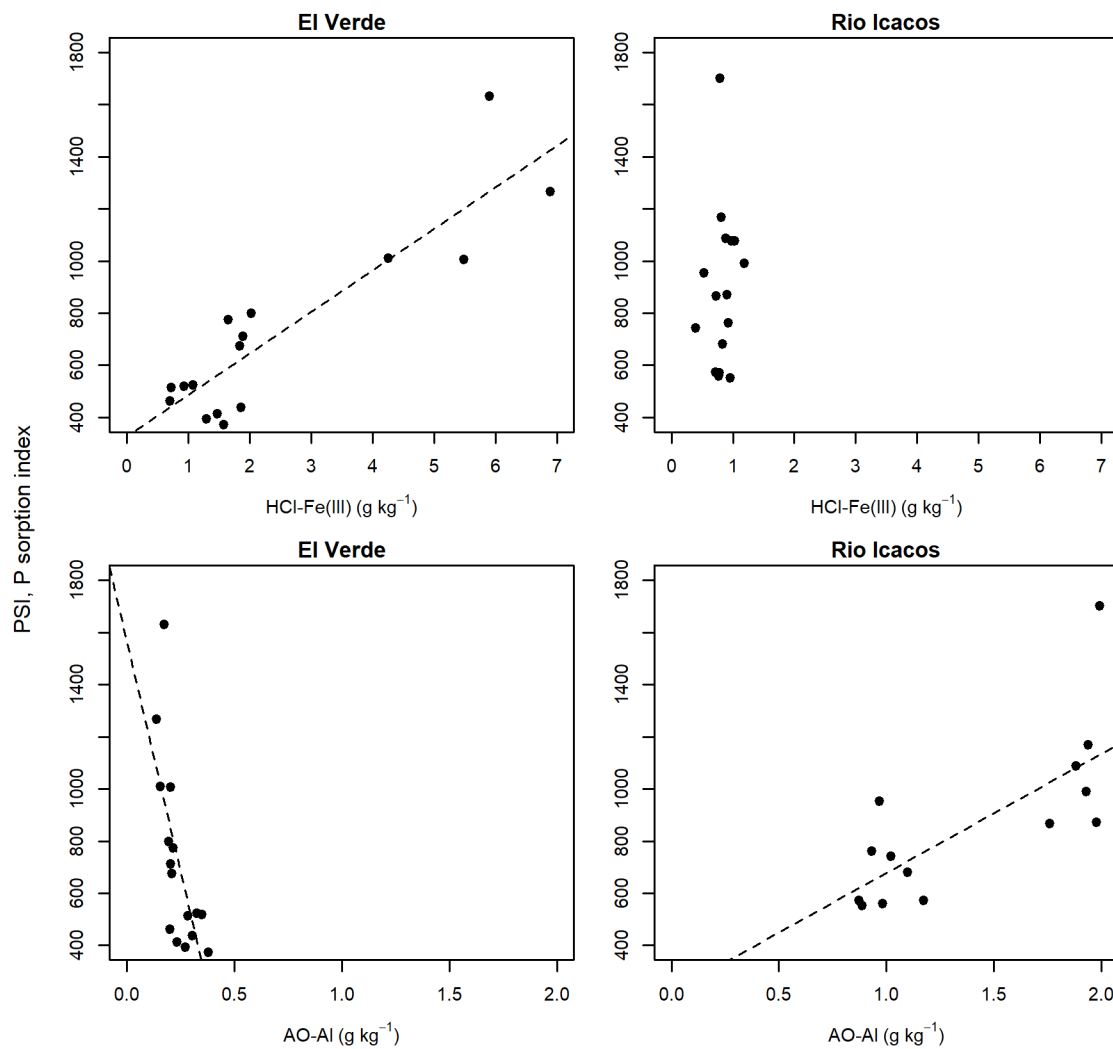 El Verde
Rio Icacos
1800
1400
1000
800
600
400
0 1 2 3 4 5 6 7
HCl-Fe(III) (g kg⁻¹)
1800
1400
1000
800
600
400
0 1 2 3 4 5 6 7
HCl-Fe(III) (g kg⁻¹)
PSI, P sorption index
El Verde
Rio Icacos
1800
1400
1000
800
600
400
0.0 0.5 1.0 1.5 2.0
AO-Al (g kg⁻¹)
1800
1400
1000
800
600
400
0.0 0.5 1.0 1.5 2.0
AO-Al (g kg⁻¹)